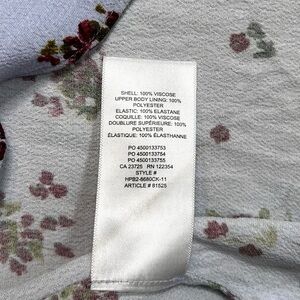 SHELL: 100% VISCOSE
UPPER BODY LINING: 100%
POLYESTER
ELASTIC: 100% ELASTANE
COQUILLE: 100% VISCOSE
DOUBLURE SUPÉRIEURE: 100%
POLYESTER
ÉLASTIQUE: 100% ÉLASTHANNE
PO 4500133753
PO 4500133754
PO 4500133755
CA 23725 RN 122354
STYLE #
HPB2-6680CK-11
ARTICLE # 81525